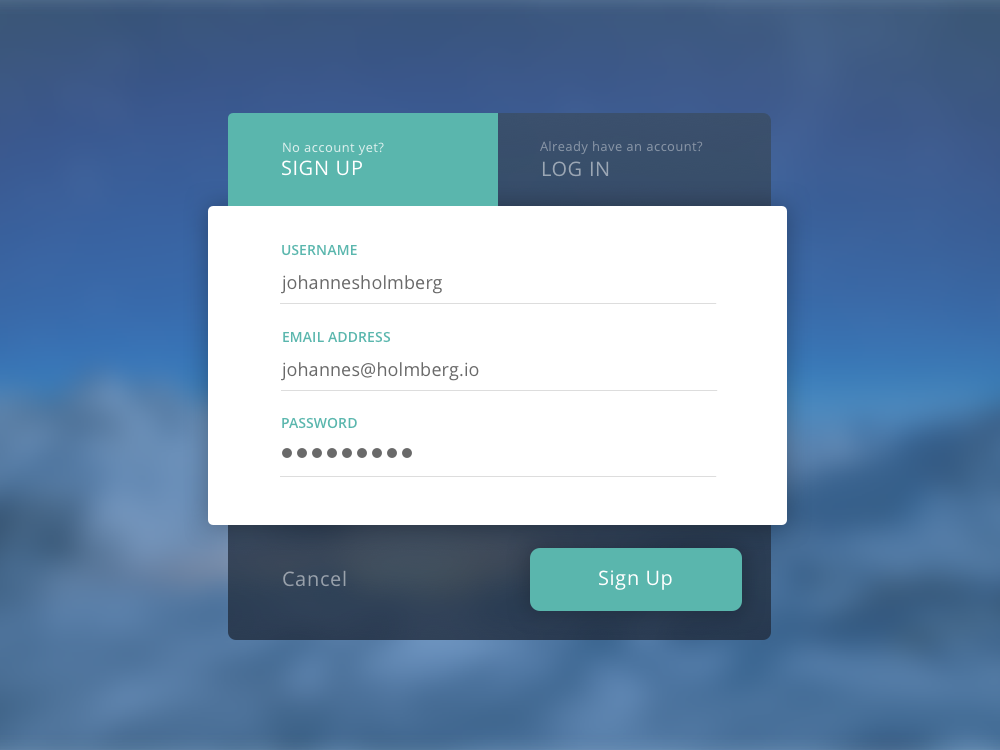 No account yet?
SIGN UP
Already have an account?
LOG IN
USERNAME
johannesholmberg
EMAIL ADDRESS
johannes@holmberg.io
PASSWORD
●●●●●●●●●
Cancel
Sign Up